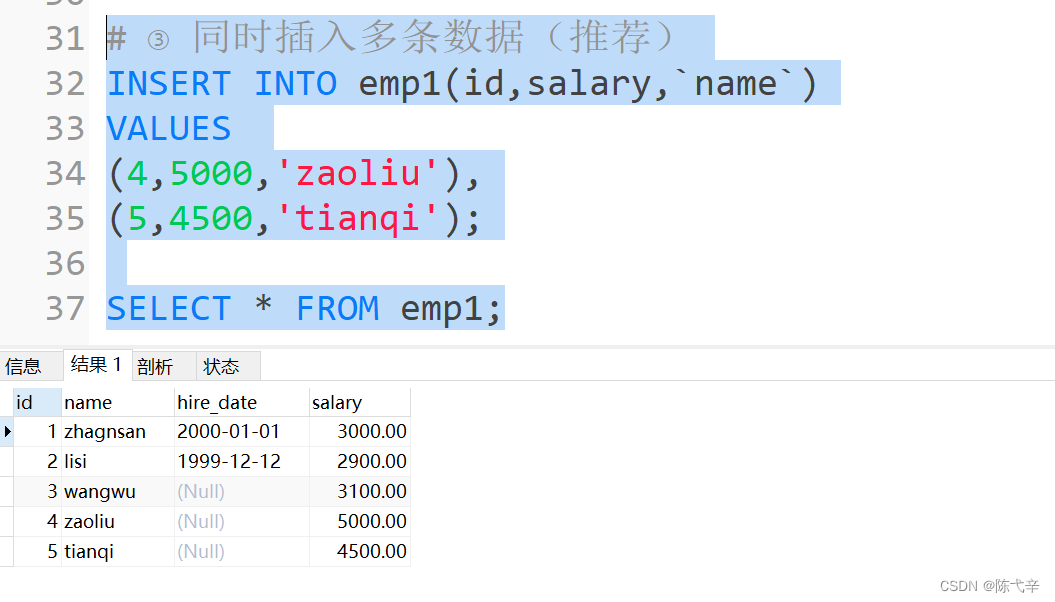 31 # ③ 同时插入多条数据（推荐）
32 INSERT INTO emp1(id,salary,`name`)
33 VALUES
34 (4,5000,'zaoliu'),
35 (5,4500,'tianqi');
36
37 SELECT * FROM emp1;
信息 结果 1 剖析 状态
id name hire_date salary
1 zhagnsan 2000-01-01 3000.00
2 lisi 1999-12-12 2900.00
3 wangwu (Null) 3100.00
4 zaoliu (Null) 5000.00
5 tianqi (Null) 4500.00
CSDN @陈弋辛